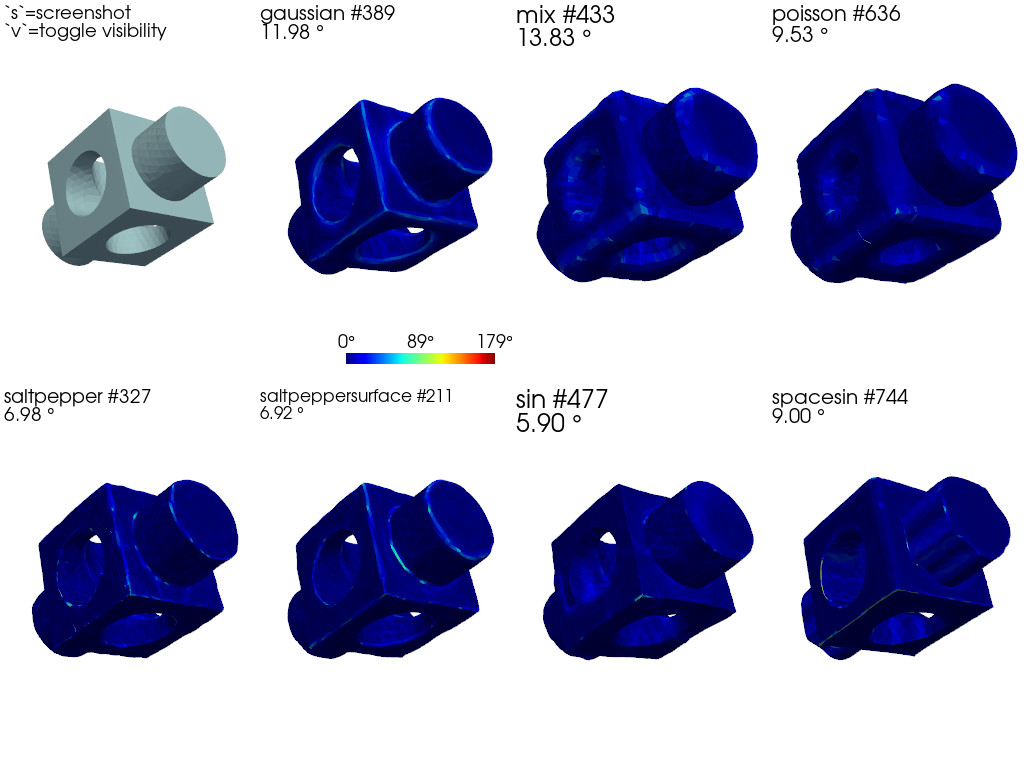 `s`=screenshot
`v`=toggle visibility
gaussian #389
11.98 °
mix #433
13.83 °
poisson #636
9.53 °
0° 89° 179°
saltpepper #327
6.98 °
saltpeppersurface #211
6.92 °
sin #477
5.90 °
spacesin #744
9.00 °